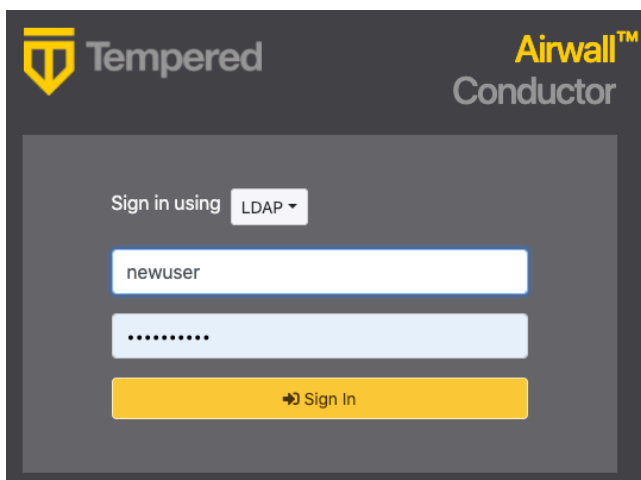 Tempered
Airwall™
Conductor
Sign in using LDAP
newuser
••••••••••
Sign In